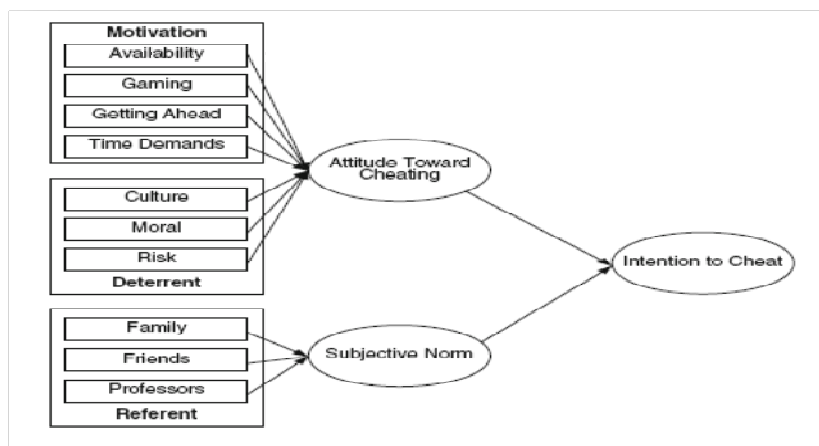 Motivation
Availability
Gaming
Getting Ahead
Time Demands
Culture
Moral
Risk
Deterrent
Family
Friends
Professors
Referent
Attitude Toward
Cheating
Subjective Norm
Intention to Cheat